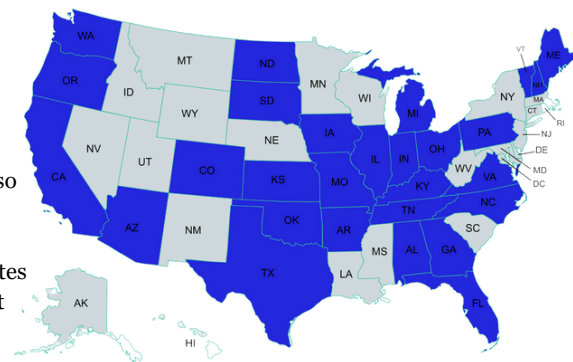 WA
OR
CA
NV
ID
MT
WY
UT
AZ
NM
CO
ND
SD
NE
KS
OK
TX
MN
IA
MO
AR
LA
WI
IL
IN
MI
OH
KY
TN
MS
AL
GA
FL
SC
NC
VA
WV
PA
NY
VT
NH
ME
MA
CT
RI
NJ
DE
MD
DC
AK
HI
so
tes
t